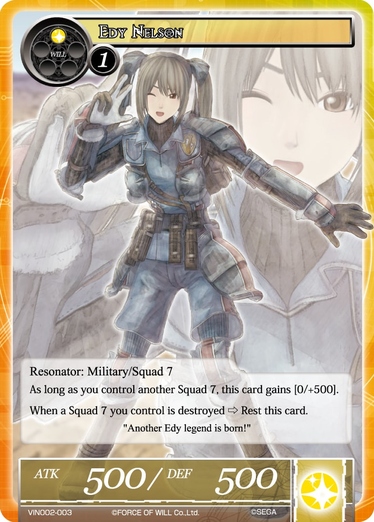 Edy Nelson
WILL
1
Resonator: Military/Squad 7
As long as you control another Squad 7, this card gains [0/+500].
When a Squad 7 you control is destroyed ⇨ Rest this card.
"Another Edy legend is born!"
ATK 500 / DEF 500
VIN002-003 ©FORCE OF WILL Co.,Ltd. ©SEGA